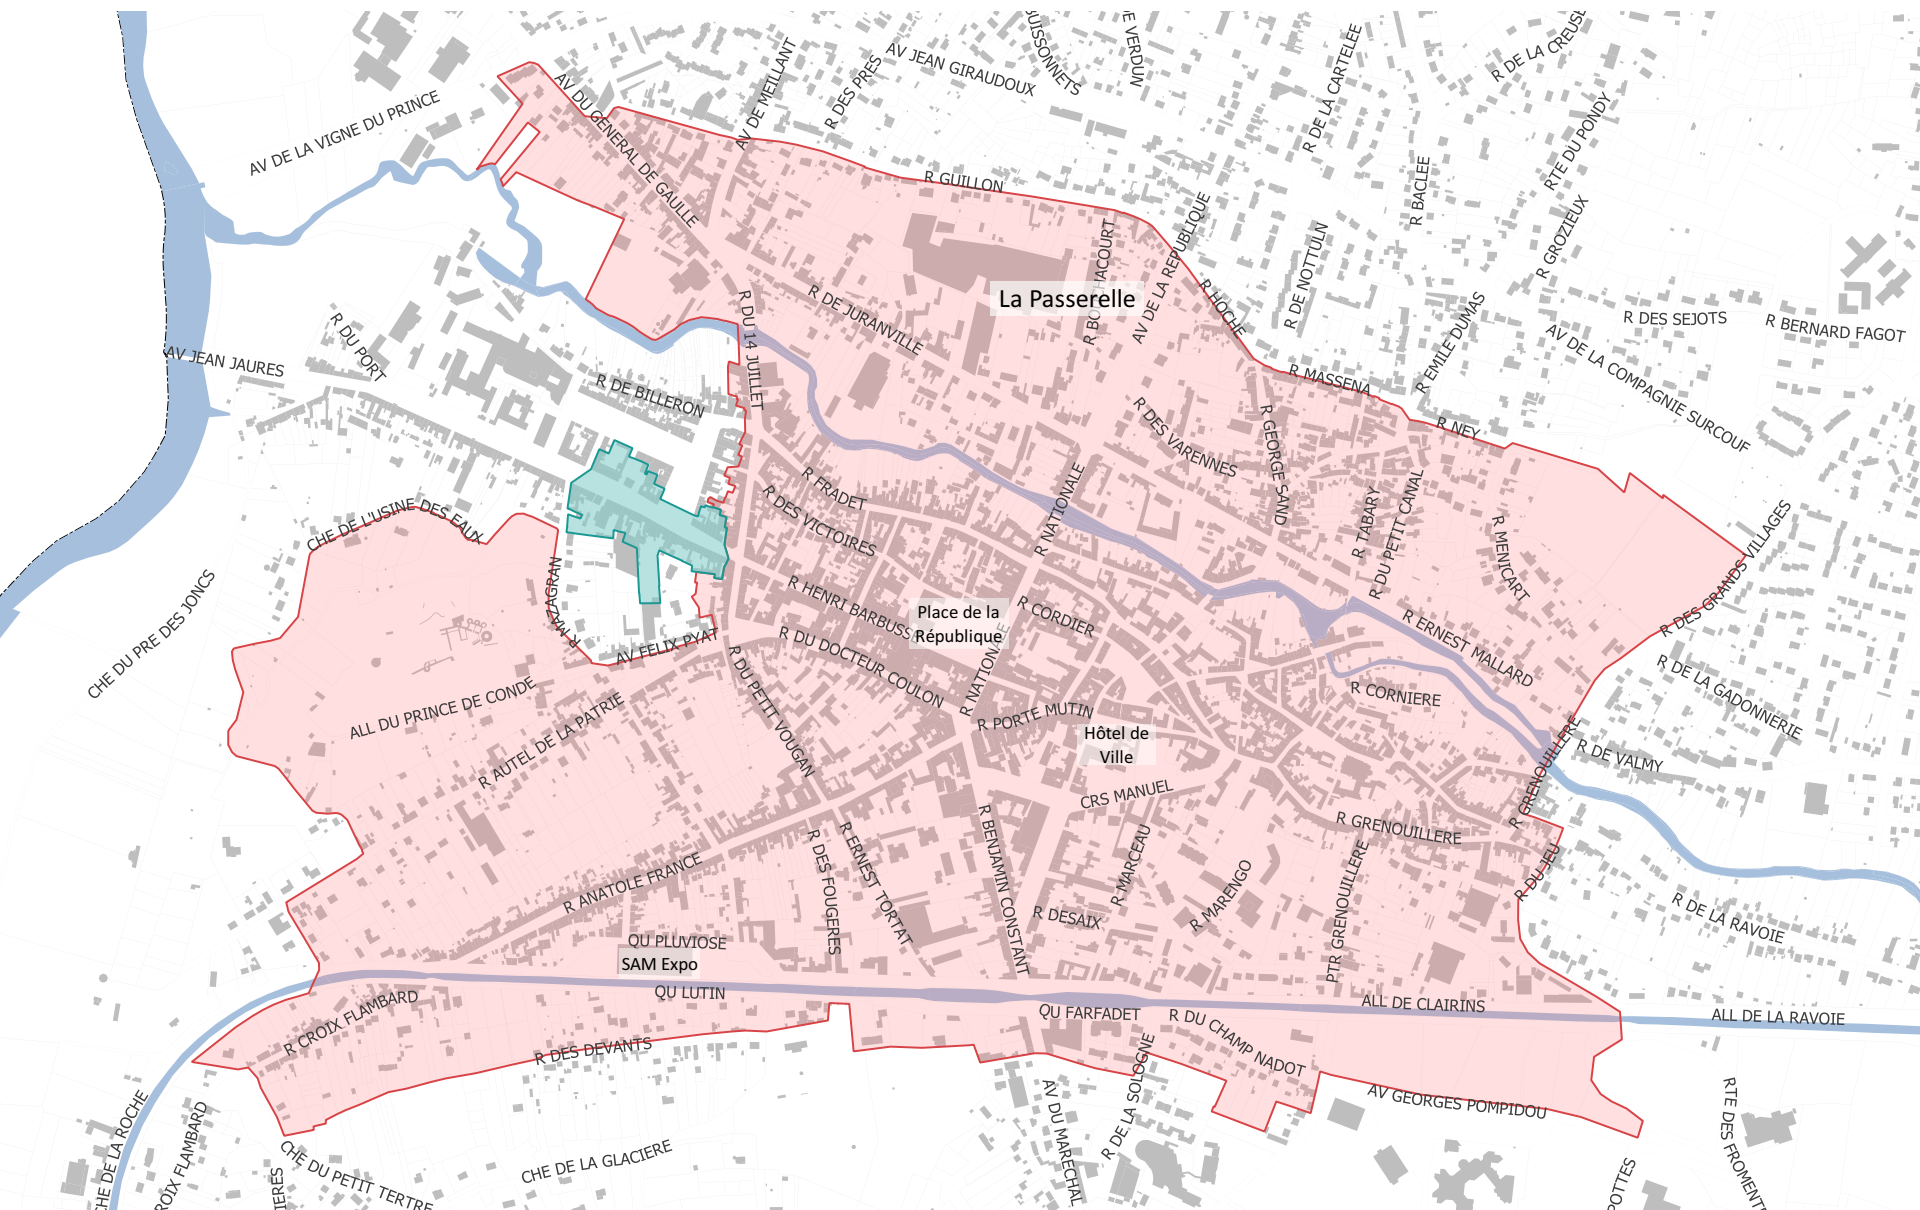 UISSONNETS
E VERDUN
R DE LA CREUSE
AV JEAN GIRAUDOUX
AV DE MEILLANT
R DES PRES
R DE LA CARTELEE
AV DU GENERAL DE GAULLE
AV DE LA VIGNE DU PRINCE
RTE DU PONDY
R BACLEE
R GUILLON
AV DE LA REPUBLIQUE
R GROZIEUX
R DE NOTTULN
R HOCHE
La Passerelle
R DU 14 JUILLET
R DE JURANVILLE
R DES SEJOTS
R BERNARD FAGOT
R EMILE DUMAS
AV DE LA COMPAGNIE SURCOUF
R DU PORT
AV JEAN JAURES
R DE BILLERON
R MASSENA
R NEY
R DES VARENNES
R GEORGE SAND
R FRADET
R DES VICTOIRES
R NATIONALE
R TABARY
R DU PETIT CANAL
R MENICART
R DES GRANDS VILLAGES
CHE DE L'USINE DES EAUX
R MAZAGRAN
CHE DU PRE DES JONCS
AV FELIX PYAT
R HENRI BARBUSS
Place de la
République
R CORDIER
R DU DOCTEUR COULON
R NATIONALE
R ERNEST MALLARD
R CORNIERE
R DE LA GADONNERIE
ALL DU PRINCE DE CONDE
R AUTEL DE LA PATRIE
R DU PETIT VOUGAN
R PORTE MUTIN
Hôtel de
Ville
R DE VALMY
R GRENOUILLERE
CRS MANUEL
R GRENOUILLERE
R DU JEU
R ANATOLE FRANCE
R DES FOUGERES
R ERNEST TORTAT
R BENJAMIN CONSTANT
R MARCEAU
R DESAIX
R MARENGO
PTR GRENOUILLERE
R DE LA RAVOIE
QU PLUVIOSE
SAM Expo
QU LUTIN
QU FARFADET
ALL DE CLAIRINS
ALL DE LA RAVOIE
R CROIX FLAMBARD
R DES DEVANTS
R DU CHAMP NADOT
AV GEORGES POMPIDOU
R DE LA SOLOGNE
AV DU MARECHAL
CHE DE LA ROCHE
ROIX FLAMBARD
IERES
CHE DU PETIT TERTRE
CHE DE LA GLACIERE
RTE DES FROMENT
POTTES